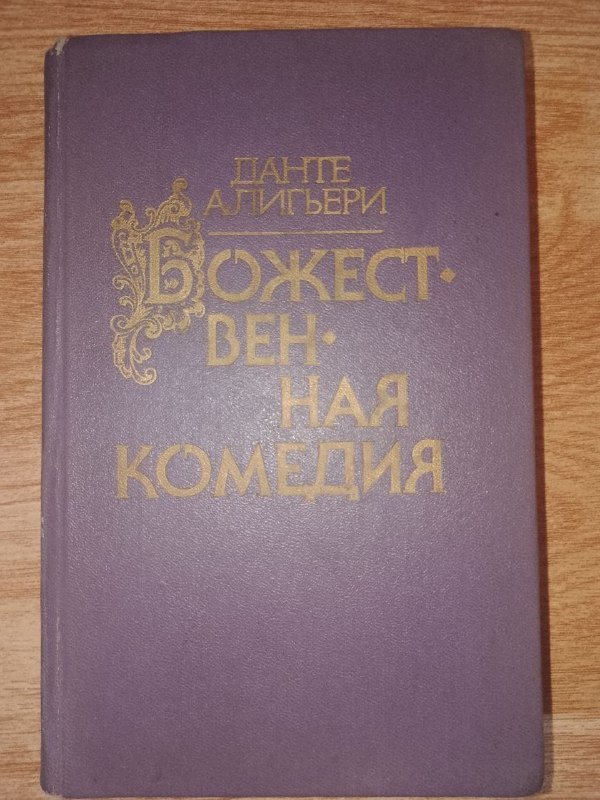 ДАНТЕ
АЛИГЬЕРИ
БОЖЕСТ·
ВЕН·
НАЯ
КОМЕДИЯ